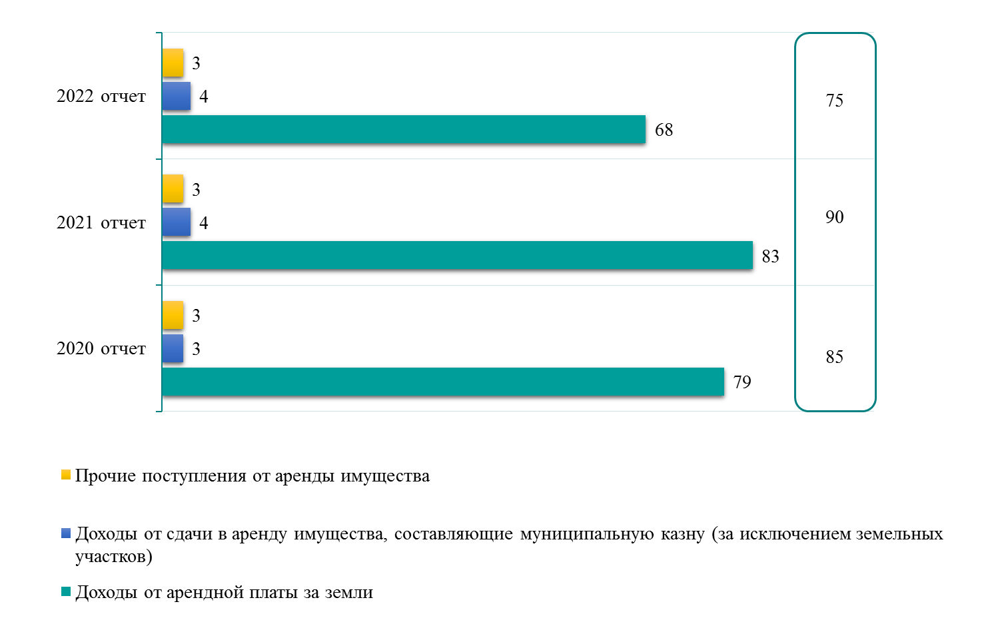 3
2022 отчет
4
75
68
3
2021 отчет
4
90
83
3
2020 отчет
3
85
79
Прочие поступления от аренды имущества
Доходы от сдачи в аренду имущества, составляющие муниципальную казну (за исключением земельных
участков)
Доходы от арендной платы за земли